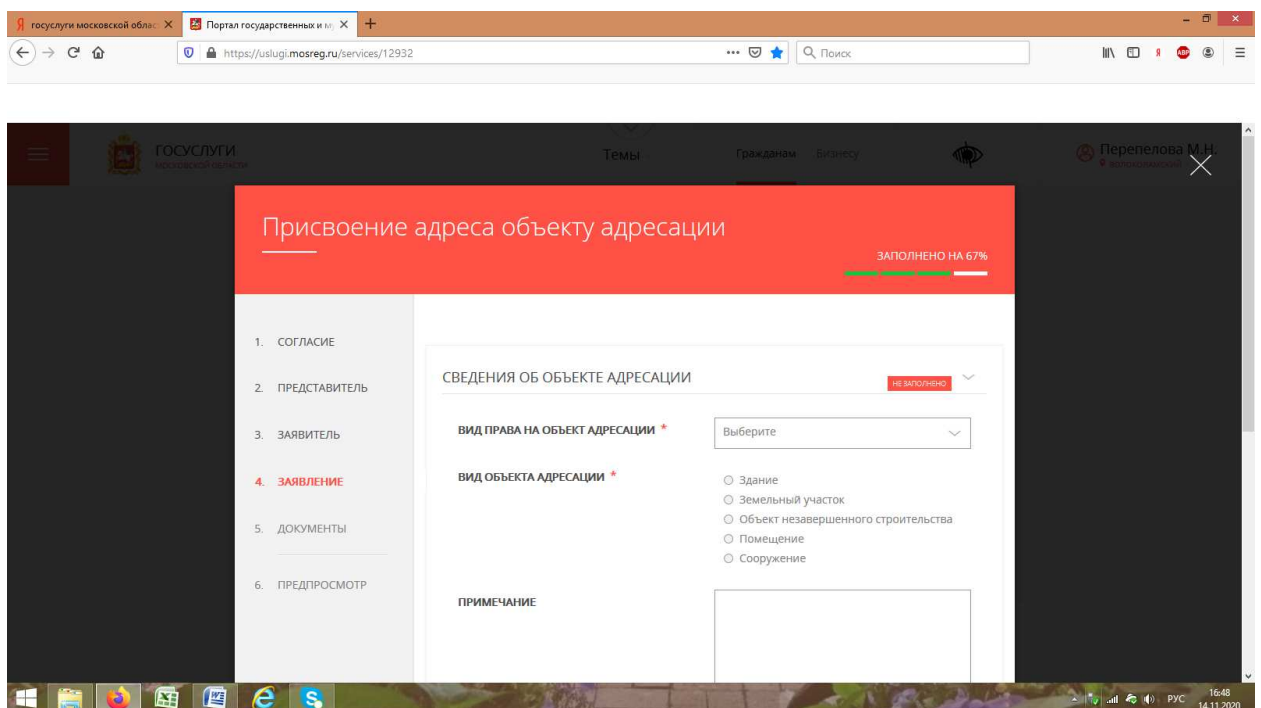 госуслуги московской облас
Портал государственных и му
https://uslugi.mosreg.ru/services/12932
Поиск
ABP
ГОСУСЛУГИ
МОСКОВСКОЙ ОБЛАСТИ
Темы
Гражданам Бизнесу
Перепелова М.Н.
Присвоение адреса объекту адресации
ЗАПОЛНЕНО НА 67%
1. СОГЛАСИЕ
2. ПРЕДСТАВИТЕЛЬ
3. ЗАЯВИТЕЛЬ
4. ЗАЯВЛЕНИЕ
5. ДОКУМЕНТЫ
6. ПРЕДПРОСМОТР
СВЕДЕНИЯ ОБ ОБЪЕКТЕ АДРЕСАЦИИ
НЕ ЗАПОЛНЕНО
ВИД ПРАВА НА ОБЪЕКТ АДРЕСАЦИИ *
Выберите
ВИД ОБЪЕКТА АДРЕСАЦИИ *
Здание
Земельный участок
Объект незавершенного строительства
Помещение
Сооружение
ПРИМЕЧАНИЕ
РУС
16:48
14.11.2020